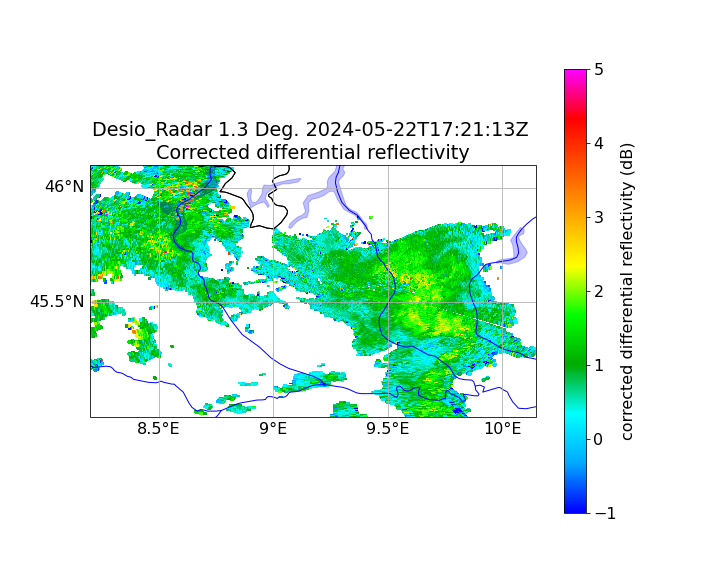 Desio_Radar 1.3 Deg. 2024-05-22T17:21:13Z
Corrected differential reflectivity
46°N
45.5°N
8.5°E
9°E
9.5°E
10°E
5
4
3
2
1
0
−1
corrected differential reflectivity (dB)